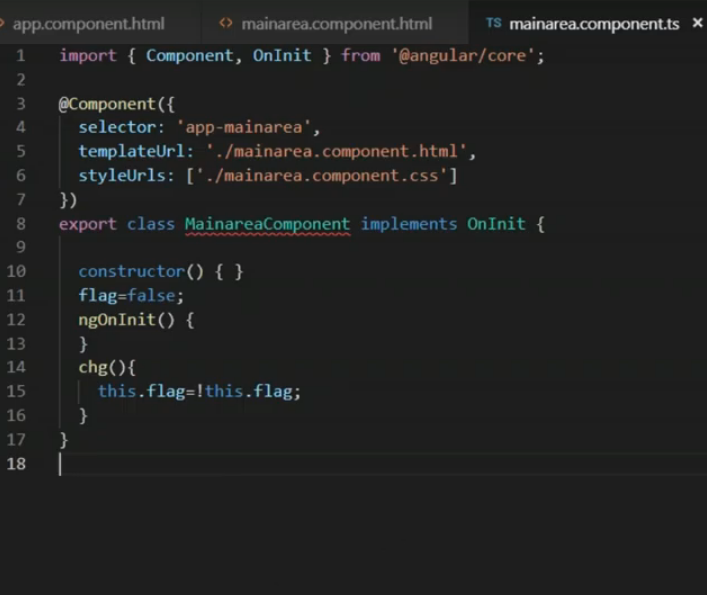 app.component.html <> mainarea.component.html TS mainarea.component.ts ×
1 import { Component, OnInit } from '@angular/core';
2
3 @Component({
4 selector: 'app-mainarea',
5 templateUrl: './mainarea.component.html',
6 styleUrls: ['./mainarea.component.css']
7 })
8 export class MainareaComponent implements OnInit {
9
10 constructor() { }
11 flag=false;
12 ngOnInit() {
13 }
14 chg(){
15 this.flag=!this.flag;
16 }
17 }
18